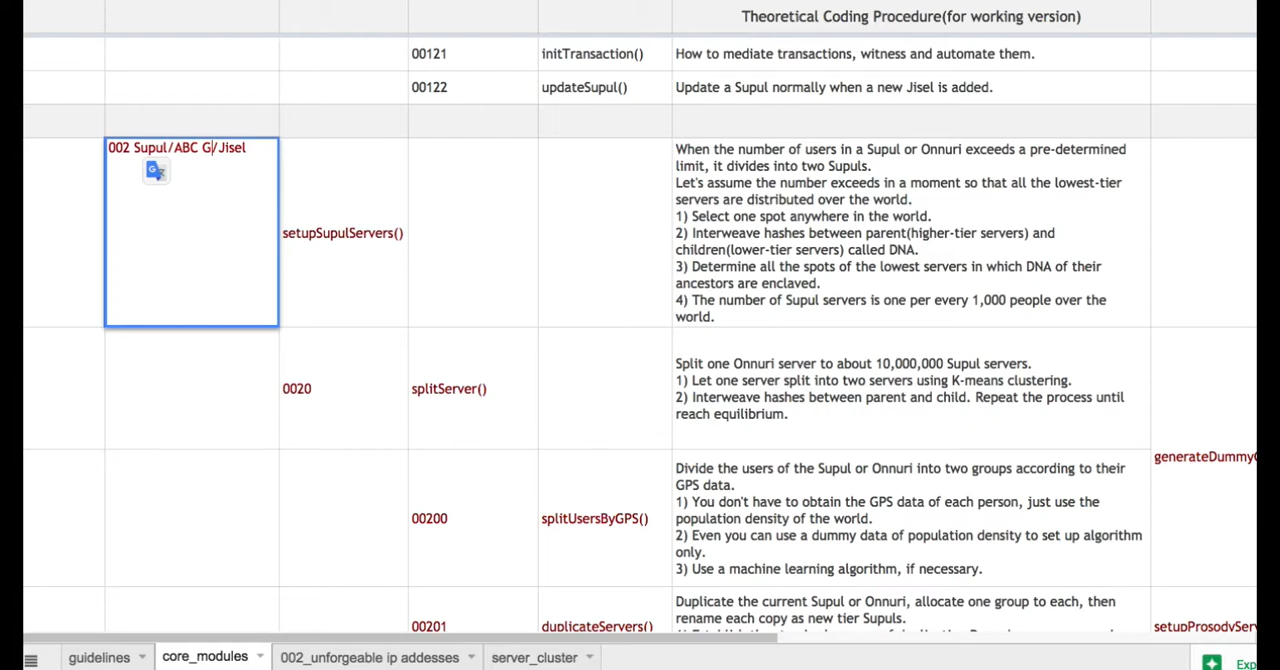 Theoretical Coding Procedure(for working version)
00121
initTransaction()
How to mediate transactions, witness and automate them.
00122
updateSupul()
Update a Supul normally when a new Jisel is added.
002 Supul/ABC G/Jisel
setupSupulServers()
When the number of users in a Supul or Onnuri exceeds a pre-determined
limit, it divides into two Supuls.
Let's assume the number exceeds in a moment so that all the lowest-tier
servers are distributed over the world.
1) Select one spot anywhere in the world.
2) Interweave hashes between parent(higher-tier servers) and
children(lower-tier servers) called DNA.
3) Determine all the spots of the lowest servers in which DNA of their
ancestors are enclaved.
4) The number of Supul servers is one per every 1,000 people over the
world.
0020
splitServer()
Split one Onnuri server to about 10,000,000 Supul servers.
1) Let one server split into two servers using K-means clustering.
2) Interweave hashes between parent and child. Repeat the process until
reach equilibrium.
00200
splitUsersByGPS()
Divide the users of the Supul or Onnuri into two groups according to their
GPS data.
1) You don't have to obtain the GPS data of each person, just use the
population density of the world.
2) Even you can use a dummy data of population density to set up algorithm
only.
3) Use a machine learning algorithm, if necessary.
generateDummy
00201
duplicateServers()
Duplicate the current Supul or Onnuri, allocate one group to each, then
rename each copy as new tier Supuls.
setupProsodySer
guidelines
core_modules
002_unforgeable ip addesses
server_cluster
Exp